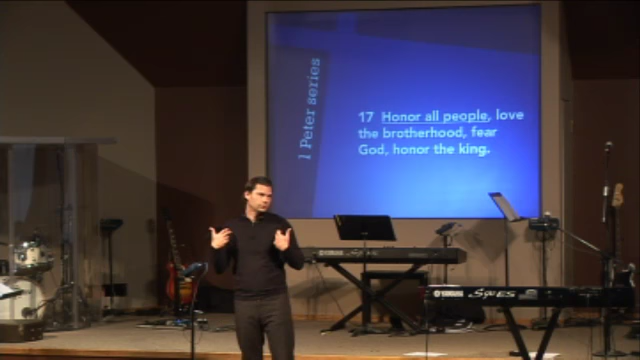 1 Peter series
17 Honor all people, love
the brotherhood, fear
God, honor the king.
YAMAHA